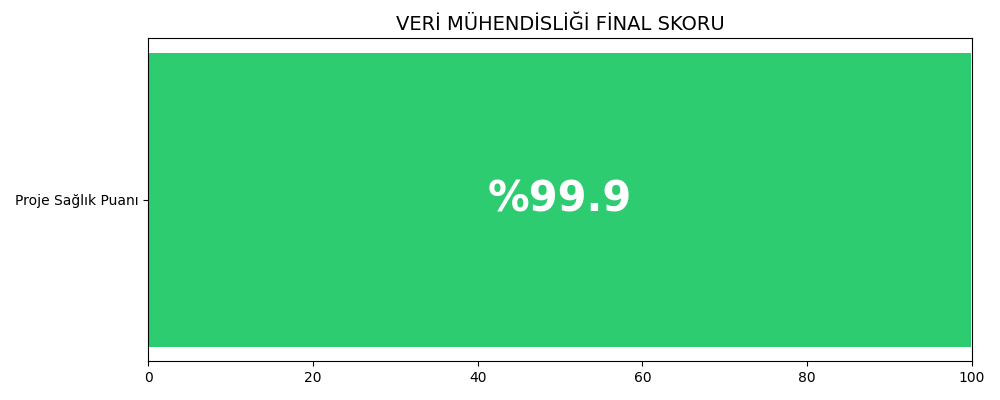 VERİ MÜHENDİSLİĞİ FİNAL SKORU
Proje Sağlık Puanı
%99.9
0 20 40 60 80 100